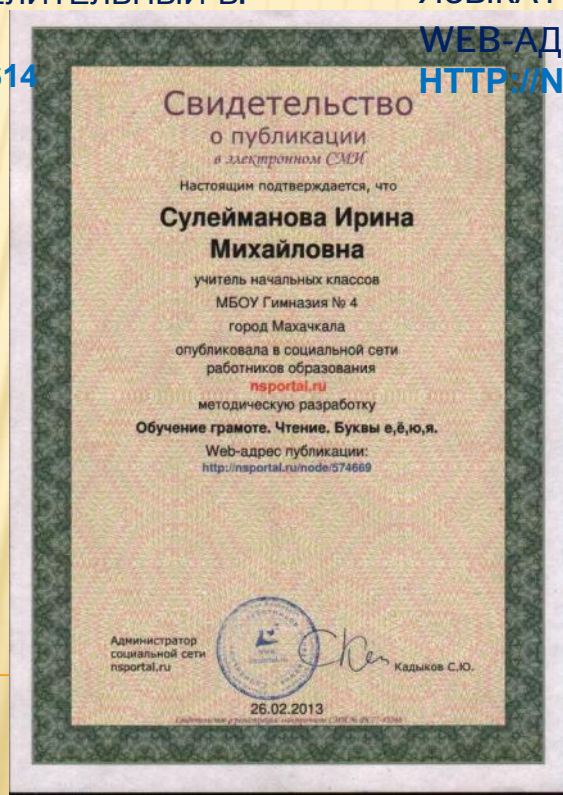 WEB-АД
614
HTTP://N
Свидетельство
о публикации
в электронном СМИ
Настоящим подтверждается, что
Сулейманова Ирина
Михайловна
учитель начальных классов
МБОУ Гимназия № 4
город Махачкала
опубликовала в социальной сети
работников образования
nsportal.ru
методическую разработку
Обучение грамоте. Чтение. Буквы е,ё,ю,я.
Web-адрес публикации:
http://nsportal.ru/node/574669
Администратор
социальной сети
nsportal.ru
Кадыков С.Ю.
26.02.2013